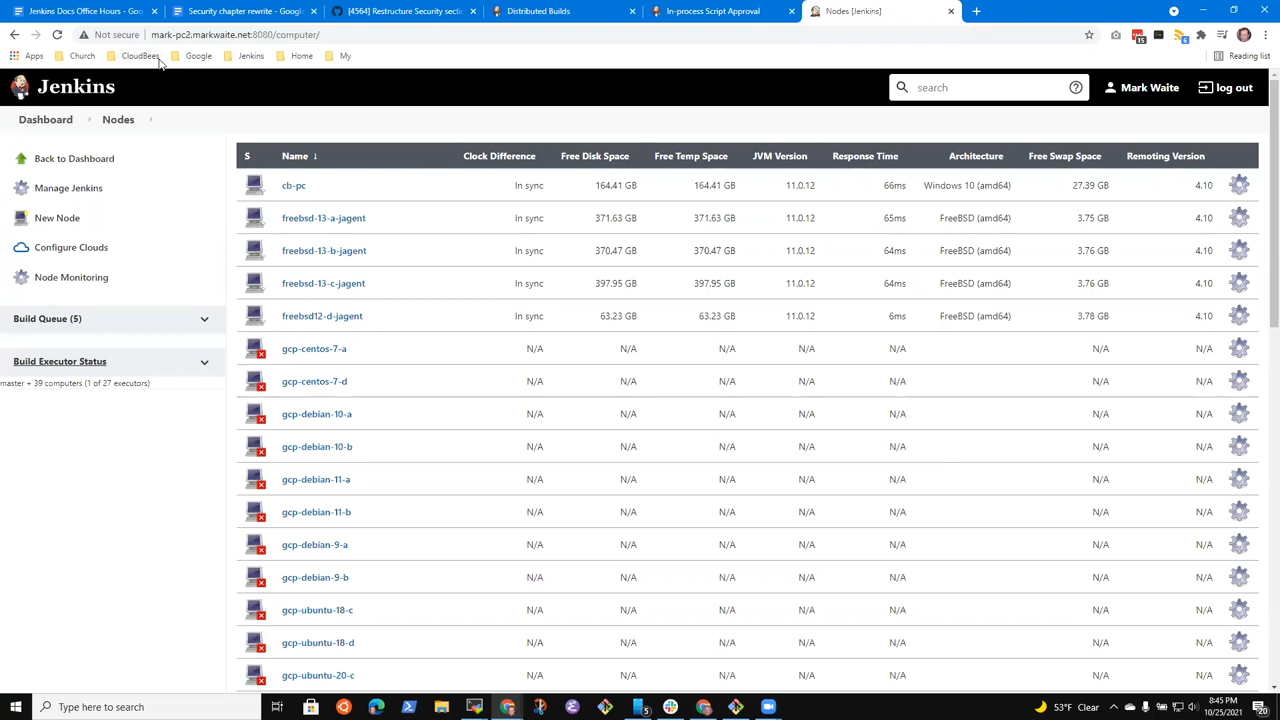 Jenkins Docs Office Hours - Goo
Security chapter rewrite - Google
[4564] Restructure Security secti
Distributed Builds
In-process Script Approval
Nodes [Jenkins]
Not secure
mark-pc2.markwaite.net:8080/computer/
15
6
Apps
Church
CloudBees
Google
Jenkins
Home
My
Reading list
Jenkins
search
Mark Waite
log out
Dashboard
Nodes
Back to Dashboard
Manage Jenkins
New Node
Configure Clouds
Node Monitoring
Build Queue (5)
Build Executor Status
master + 39 computers (1 of 27 executors)
S Name ↓ Clock Difference Free Disk Space Free Temp Space JVM Version Response Time Architecture Free Swap Space Remoting Version
cb-pc In sync 164.41 GB 164.41 GB 11.0.12 66ms Windows 10 (amd64) 27.39 GB 4.10
freebsd-13-a-jagent In sync 371.63 GB 371.63 GB 11.0.12 65ms FreeBSD (amd64) 3.75 GB 4.10
freebsd-13-b-jagent In sync 370.47 GB 370.47 GB 11.0.12 64ms FreeBSD (amd64) 3.76 GB 4.10
freebsd-13-c-jagent In sync 397.95 GB 397.95 GB 11.0.12 64ms FreeBSD (amd64) 3.76 GB 4.10
freebsd12-d-jagent In sync 63.23 GB 63.23 GB 11.0.12 6ms FreeBSD (amd64) 3.78 GB 4.10
gcp-centos-7-a N/A N/A N/A N/A N/A N/A N/A
gcp-centos-7-d N/A N/A N/A N/A N/A N/A N/A
gcp-debian-10-a N/A N/A N/A N/A N/A N/A N/A
gcp-debian-10-b N/A N/A N/A N/A N/A N/A N/A
gcp-debian-11-a N/A N/A N/A N/A N/A N/A N/A
gcp-debian-11-b N/A N/A N/A N/A N/A N/A N/A
gcp-debian-9-a N/A N/A N/A N/A N/A N/A N/A
gcp-debian-9-b N/A N/A N/A N/A N/A N/A N/A
gcp-ubuntu-18-c N/A N/A N/A N/A N/A N/A N/A
gcp-ubuntu-18-d N/A N/A N/A N/A N/A N/A N/A
gcp-ubuntu-20-c N/A N/A N/A N/A N/A N/A N/A
Type here to search
5
53°F Clear
8:45 PM
10/25/2021
20